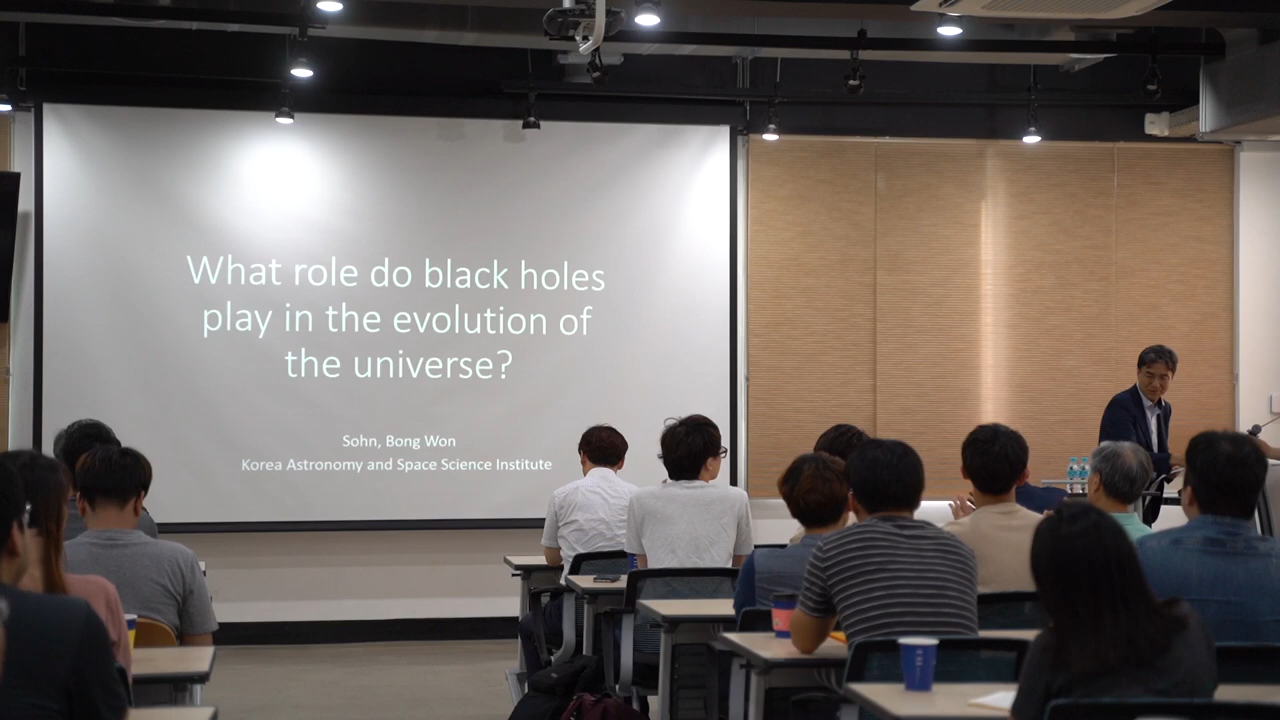 What role do black holes
play in the evolution of
the universe?
Sohn, Bong Won
Korea Astronomy and Space Science Institute